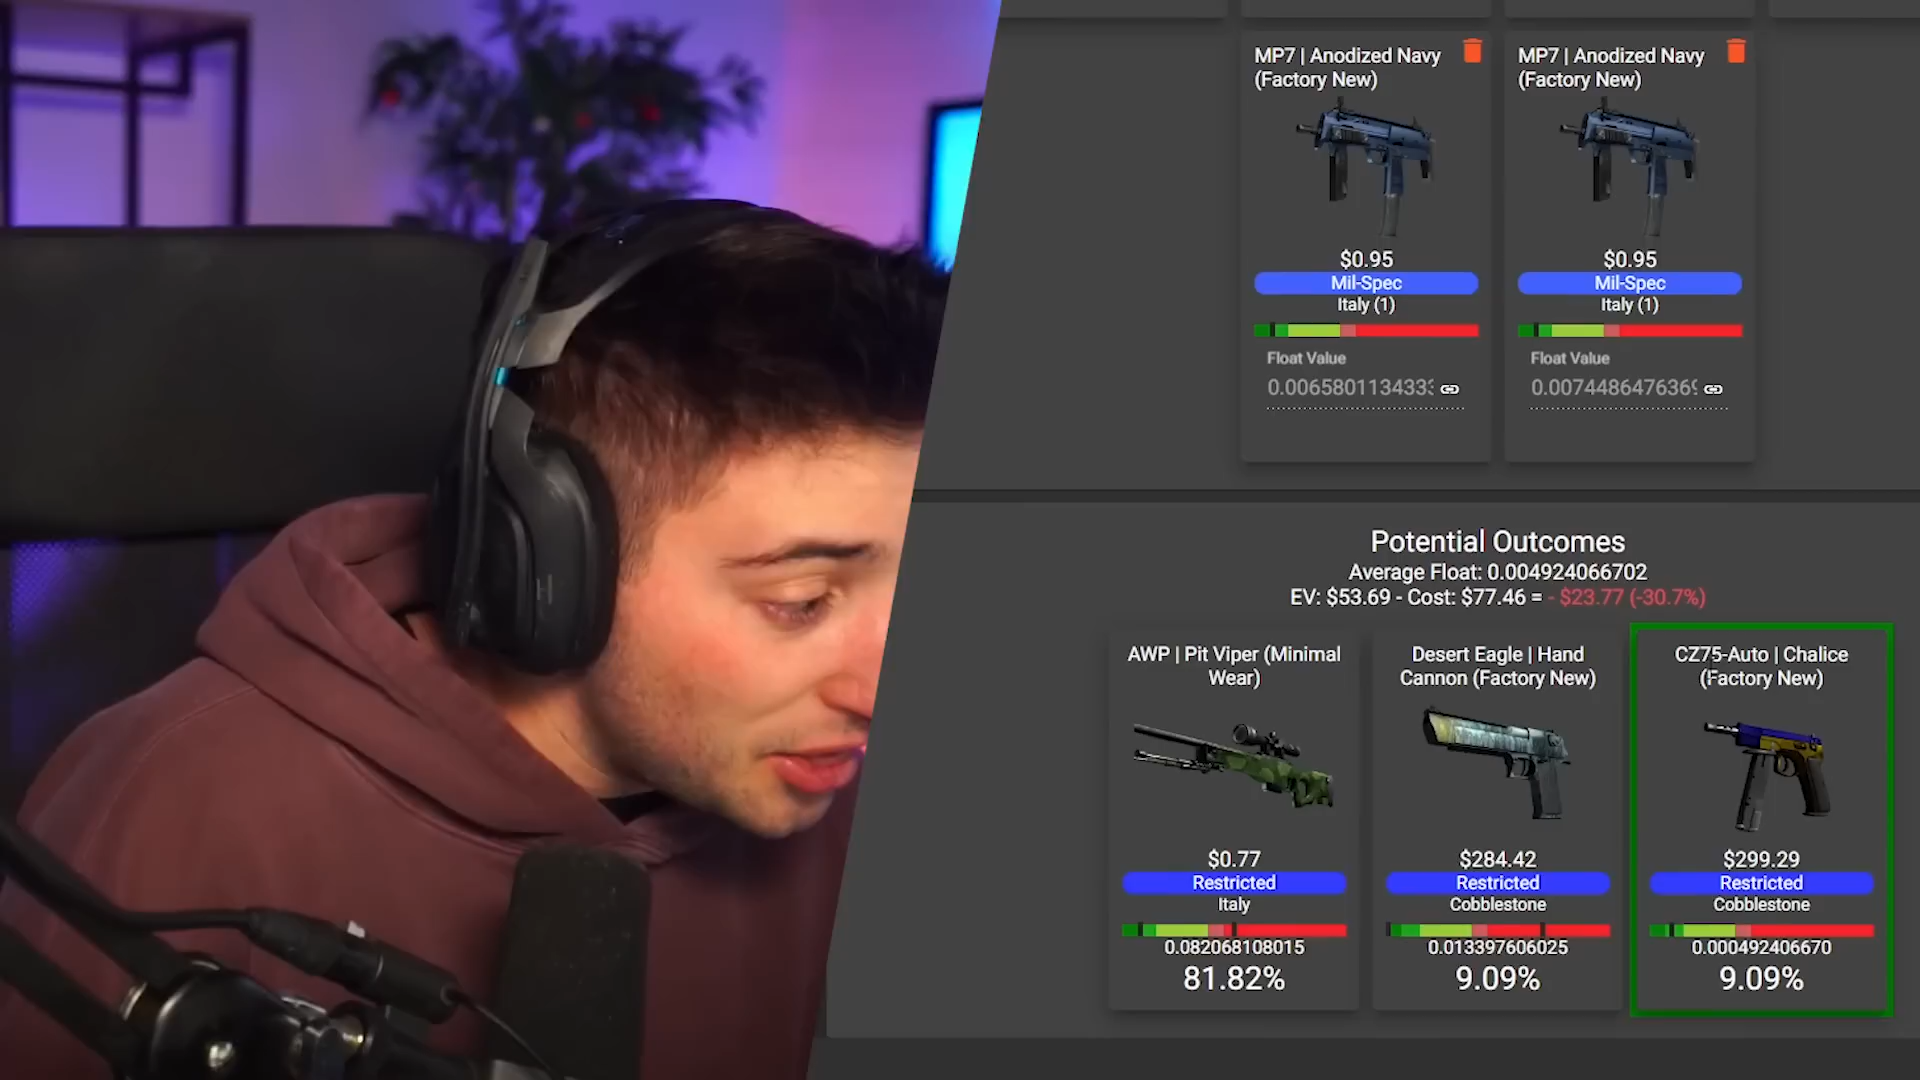 MP7 | Anodized Navy
(Factory New)
$0.95
Mil-Spec
Italy (1)
Float Value
0.006580113433
MP7 | Anodized Navy
(Factory New)
$0.95
Mil-Spec
Italy (1)
Float Value
0.00744864763
Potential Outcomes
Average Float: 0.004924066702
EV: $53.69 - Cost: $77.46 = - $23.77 (-30.7%)
AWP | Pit Viper (Minimal
Wear)
$0.77
Restricted
Italy
0.082068108015
81.82%
Desert Eagle | Hand
Cannon (Factory New)
$284.42
Restricted
Cobblestone
0.013397606025
9.09%
CZ75-Auto | Chalice
(Factory New)
$299.29
Restricted
Cobblestone
0.000492406670
9.09%